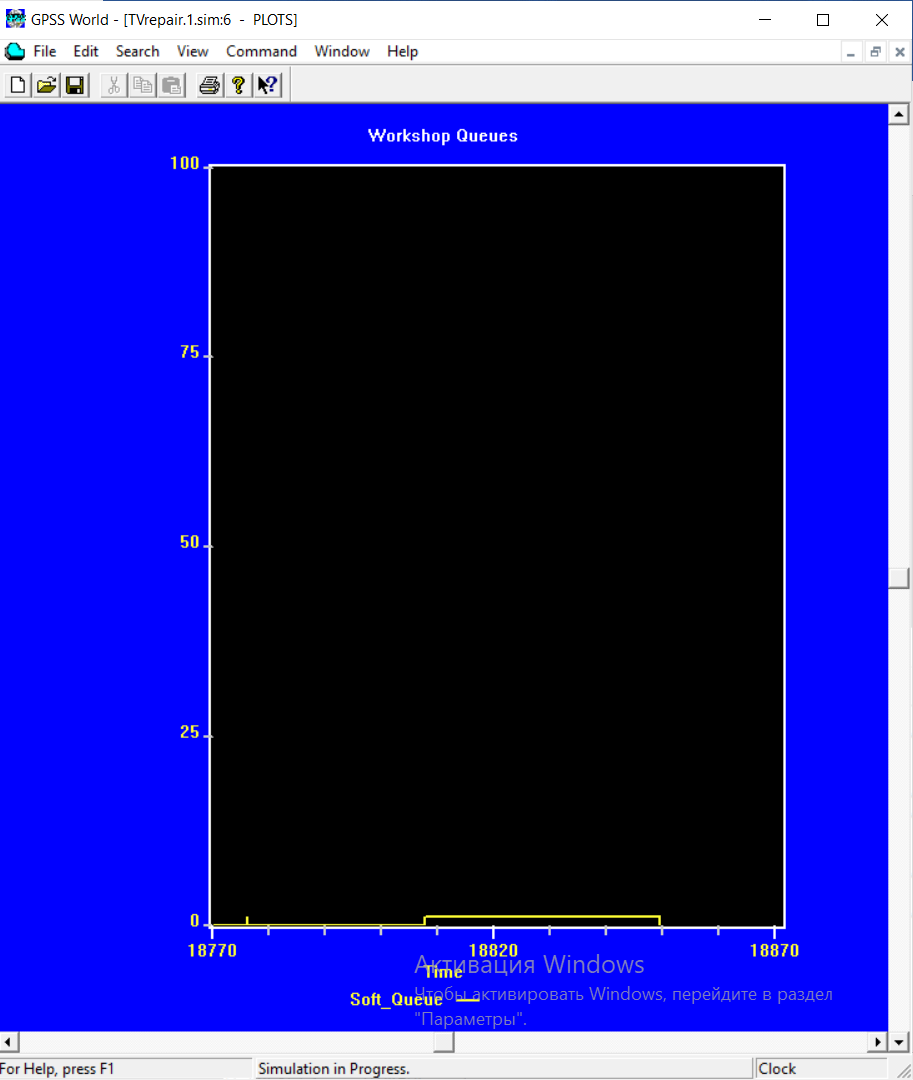 GPSS World - [TVrepair.1.sim:6 - PLOTS]
File Edit Search View Command Window Help
Workshop Queues
100
75
50
25
0
18770 18820 18870
Time
Активация Windows
Soft_Queue
Чтобы активировать Windows, перейдите в раздел
"Параметры".
For Help, press F1 Simulation in Progress. Clock